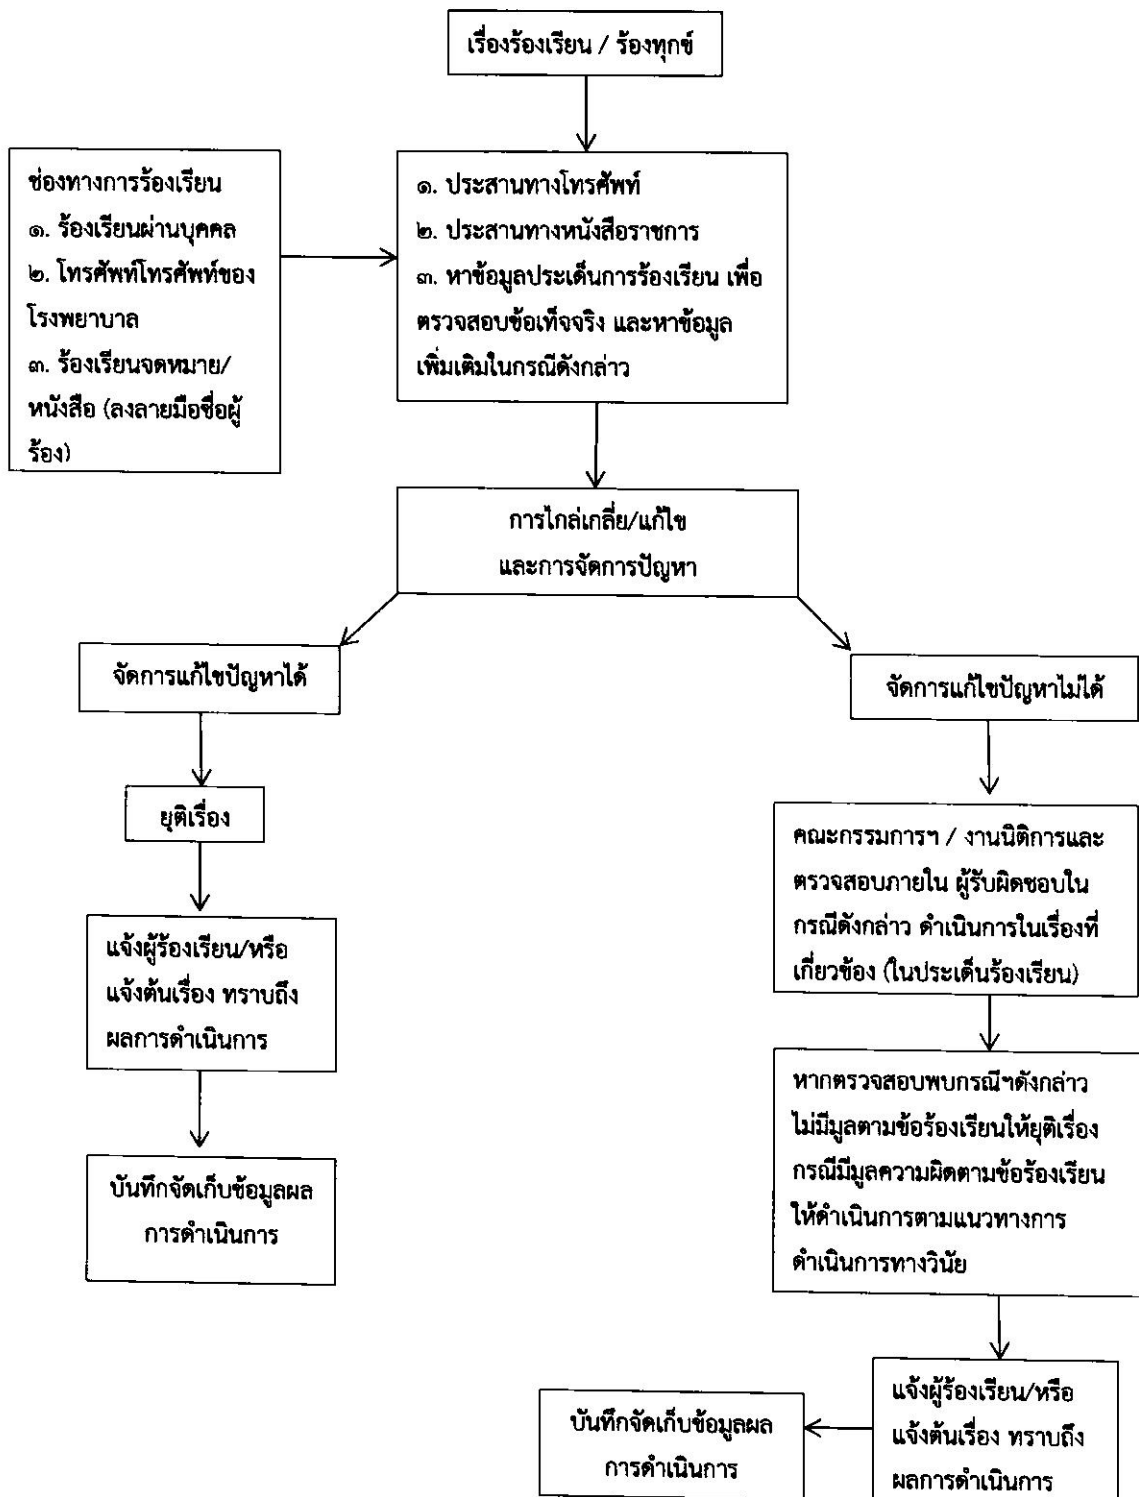 เรื่องร้องเรียน / ร้องทุกข์
ช่องทางการร้องเรียน
๑. ร้องเรียนผ่านบุคคล
๒. โทรศัพท์โทรศัพท์ของ
โรงพยาบาล
๓. ร้องเรียนจดหมาย/
หนังสือ (ลงลายมือชื่อผู้
ร้อง)
๑. ประสานทางโทรศัพท์
๒. ประสานทางหนังสือราชการ
๓. หาข้อมูลประเด็นการร้องเรียน เพื่อ
ตรวจสอบข้อเท็จจริง และหาข้อมูล
เพิ่มเติมในกรณีดังกล่าว
การไกล่เกลี่ย/แก้ไข
และการจัดการปัญหา
จัดการแก้ไขปัญหาได้
ยุติเรื่อง
แจ้งผู้ร้องเรียน/หรือ
แจ้งต้นเรื่อง ทราบถึง
ผลการดำเนินการ
บันทึกจัดเก็บข้อมูลผล
การดำเนินการ
จัดการแก้ไขปัญหาไม่ได้
คณะกรรมการฯ / งานนิติการและ
ตรวจสอบภายใน ผู้รับผิดชอบใน
กรณีดังกล่าว ดำเนินการในเรื่องที่
เกี่ยวข้อง (ในประเด็นร้องเรียน)
หากตรวจสอบพบกรณีฯดังกล่าว
ไม่มีมูลตามข้อร้องเรียนให้ยุติเรื่อง
กรณีมีมูลความผิดตามข้อร้องเรียน
ให้ดำเนินการตามแนวทางการ
ดำเนินการทางวินัย
แจ้งผู้ร้องเรียน/หรือ
แจ้งต้นเรื่อง ทราบถึง
ผลการดำเนินการ
บันทึกจัดเก็บข้อมูลผล
การดำเนินการ